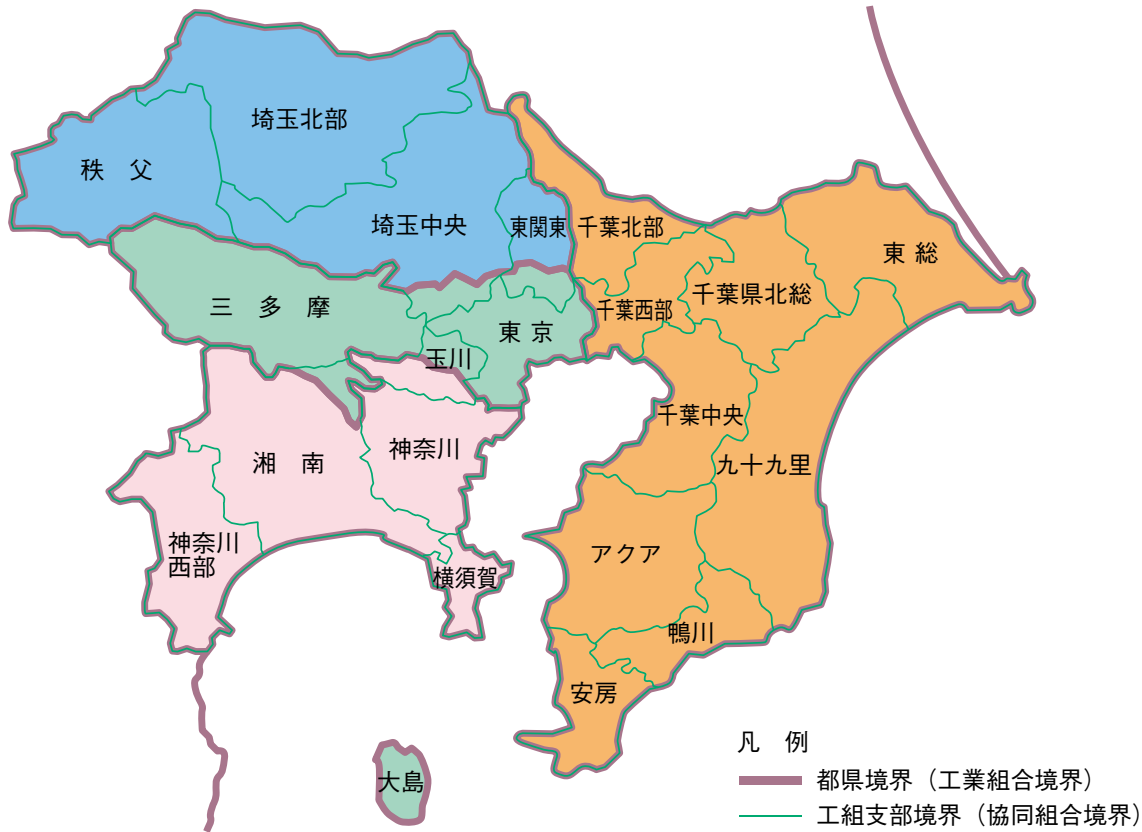 埼玉北部
秩 父
埼玉中央
東関東
千葉北部
東 総
三 多 摩
千葉西部
千葉県北総
東 京
玉川
千葉中央
神奈川
湘 南
九十九里
神奈川
西部
アクア
横須賀
鴨川
安房
大島
凡 例
都県境界（工業組合境界）
工組支部境界（協同組合境界）